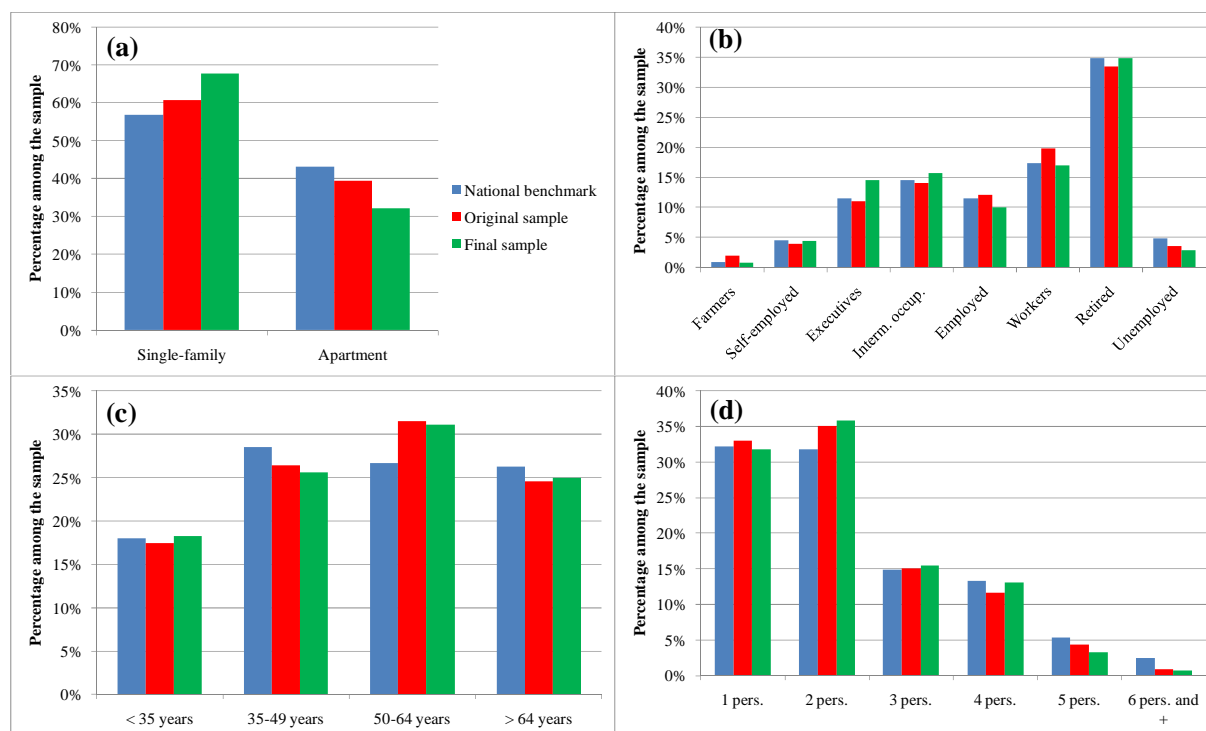 (a)
Percentage among the sample
80%
70%
60%
50%
40%
30%
20%
10%
0%
Single-family
Apartment
National benchmark
Original sample
Final sample
(b)
Percentage among the sample
40%
35%
30%
25%
20%
15%
10%
5%
0%
Farmers
Self-employed
Executives
Interm. occup.
Employed
Workers
Retired
Unemployed
(c)
Percentage among the sample
35%
30%
25%
20%
15%
10%
5%
0%
< 35 years
35-49 years
50-64 years
> 64 years
(d)
Percentage among the sample
40%
35%
30%
25%
20%
15%
10%
5%
0%
1 pers.
2 pers.
3 pers.
4 pers.
5 pers.
6 pers. and
+